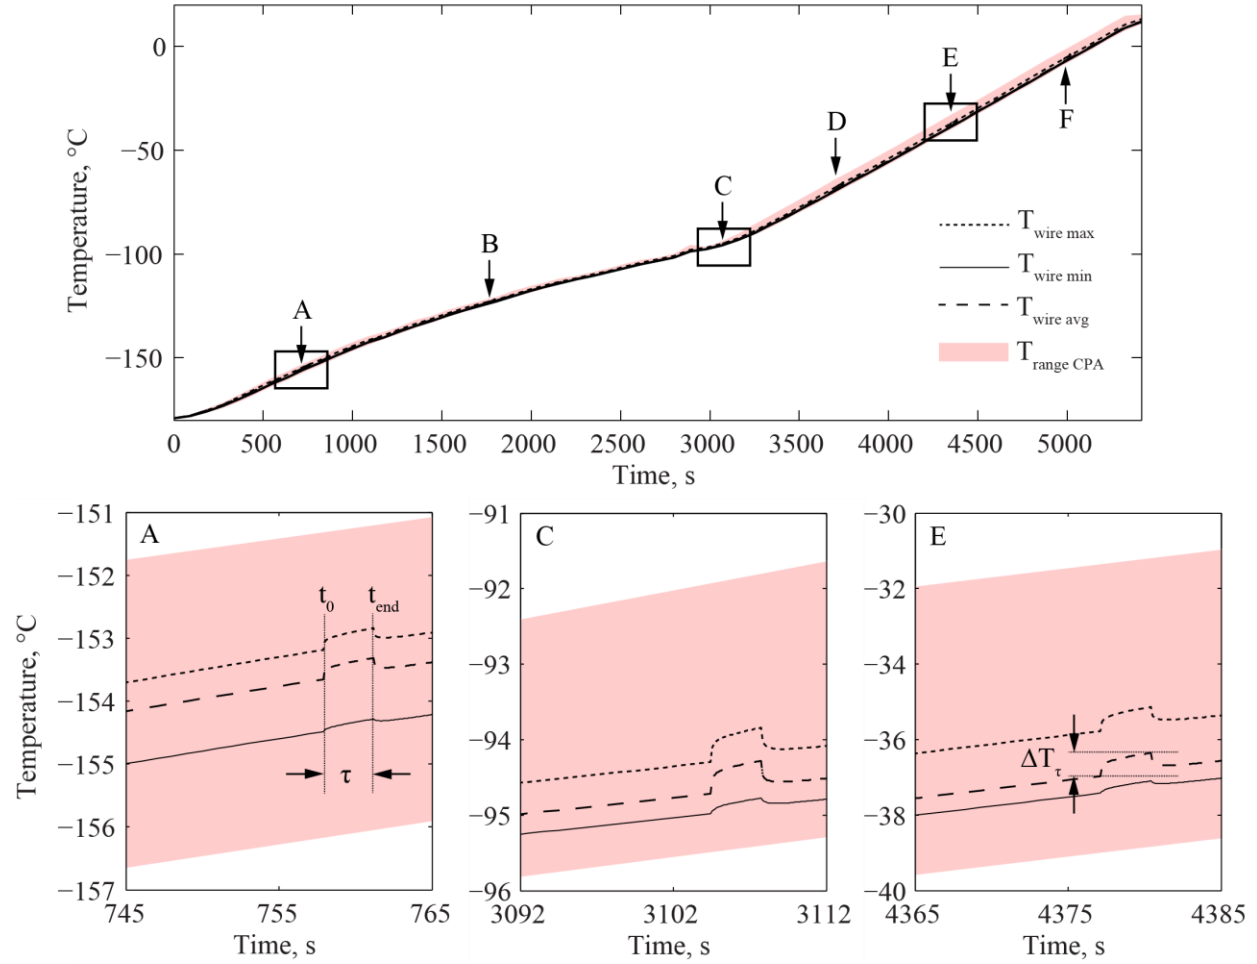 Temperature, °C
0
−50
−100
−150
A
B
C
D
E
F
T wire max
T wire min
T wire avg
T range CPA
0 500 1000 1500 2000 2500 3000 3500 4000 4500 5000
Time, s
Temperature, °C
−151
−152
−153
−154
−155
−156
−157
A
t0 tend
τ
745 755 765
Time, s
−91
−92
−93
−94
−95
−96
C
3092 3102 3112
Time, s
−30
−32
−34
−36
−38
−40
E
ΔTτ
4365 4375 4385
Time, s